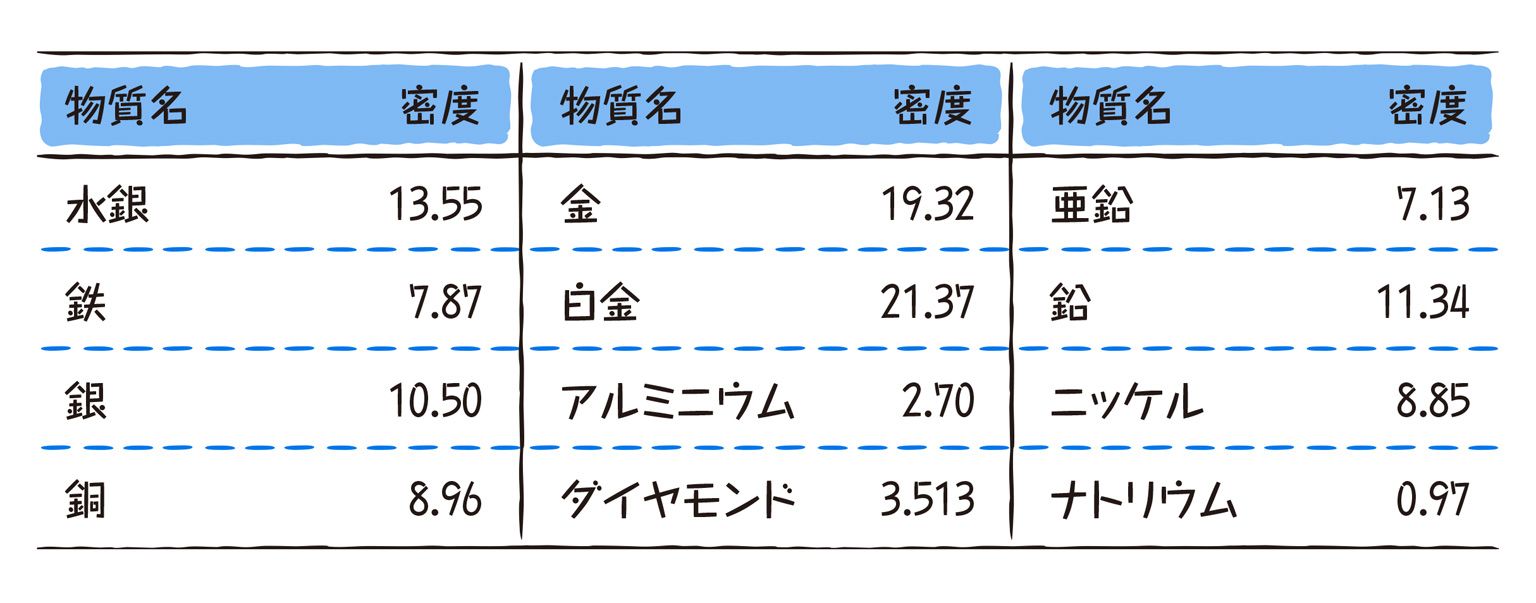 物質名 密度 物質名 密度 物質名 密度
水銀 13.55 金 19.32 亜鉛 7.13
鉄 7.87 白金 21.37 鉛 11.34
銀 10.50 アルミニウム 2.70 ニッケル 8.85
銅 8.96 ダイヤモンド 3.513 ナトリウム 0.97